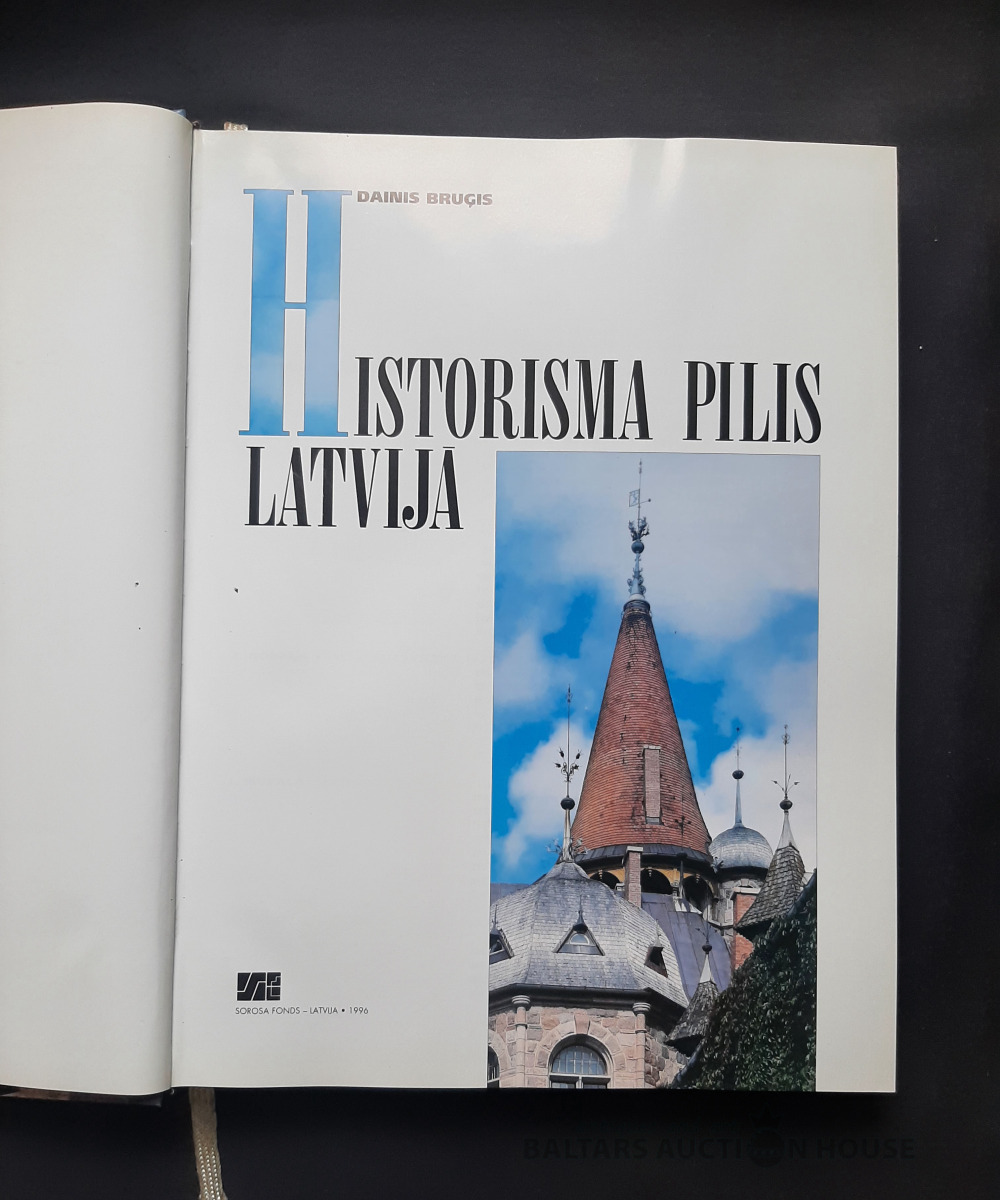 DAINIS BRUĢIS
HISTORISMA PILIS
LATVIJĀ
SOROSA FONDS – LATVIJA • 1996
BALTARS AUCTION HOUSE